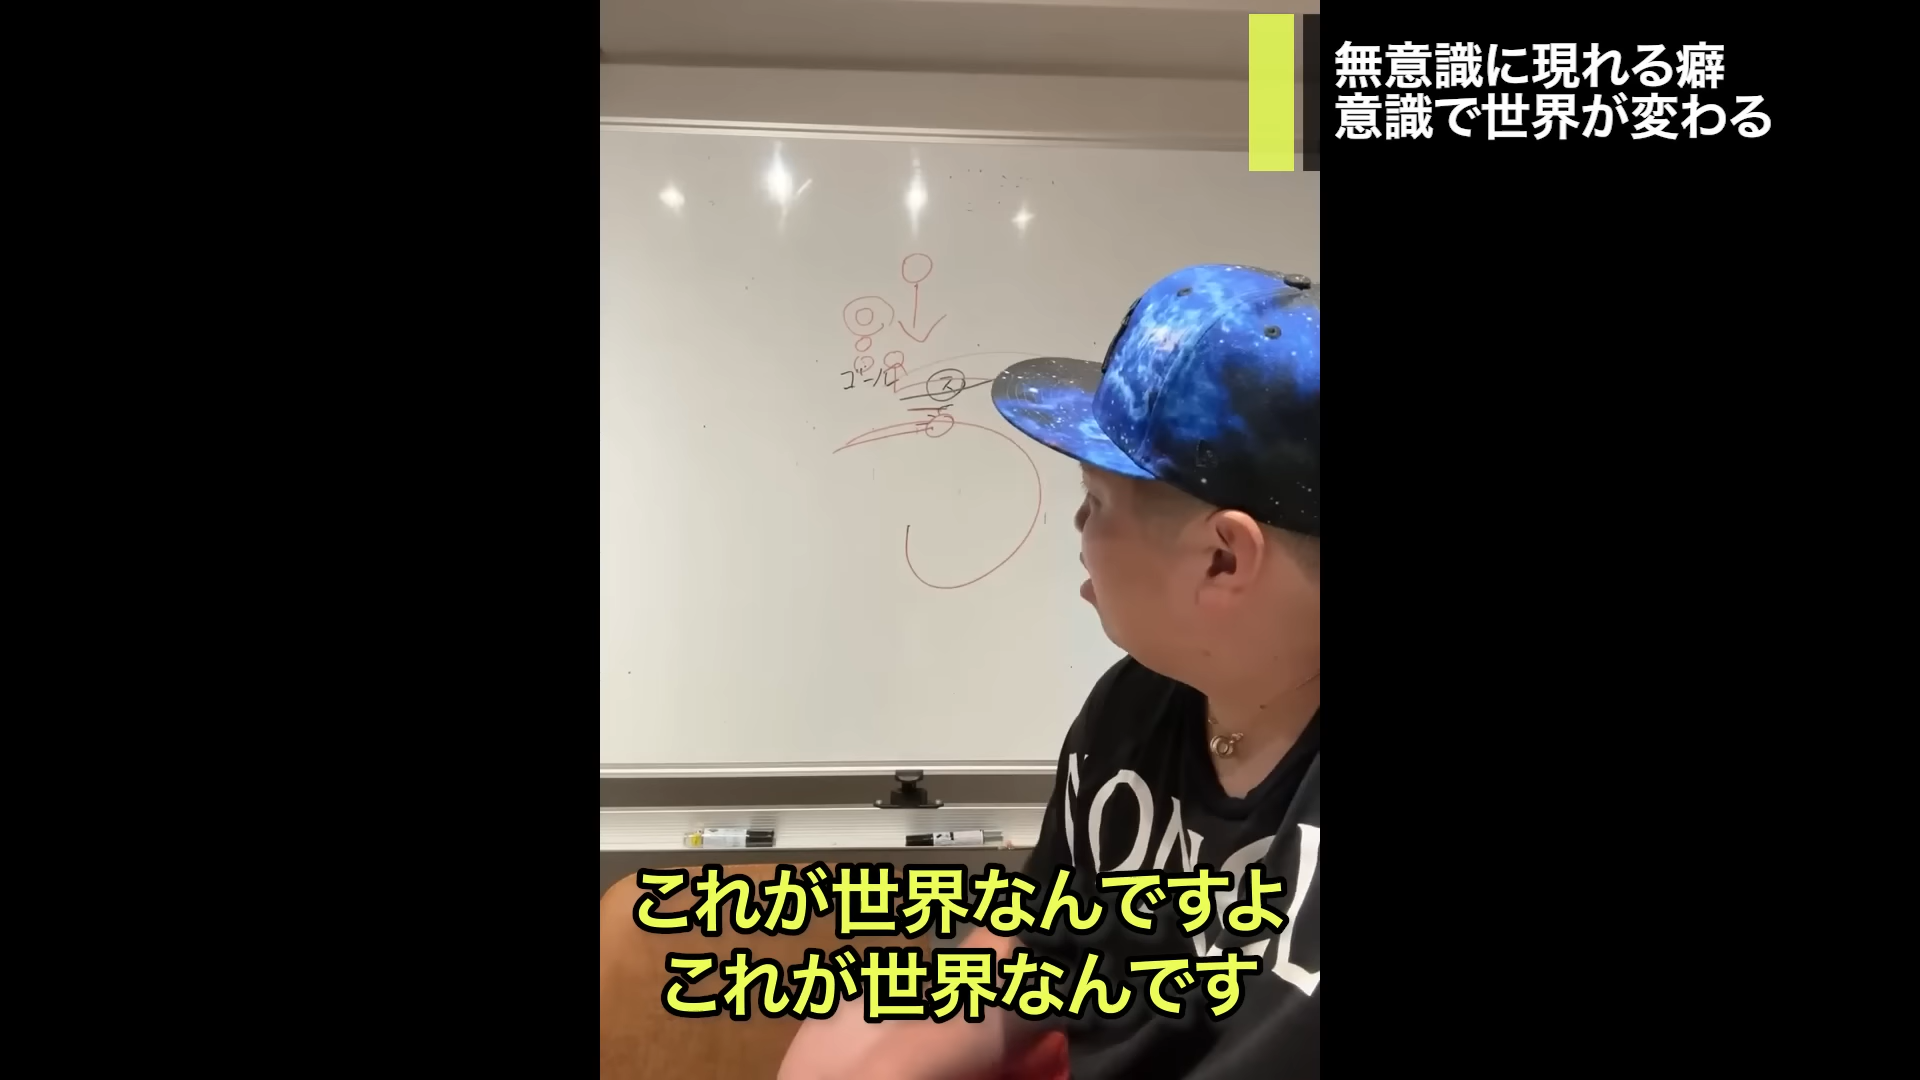 無意識に現れる癖
意識で世界が変わる
ゴール
ス
これが世界なんですよ
これが世界なんです